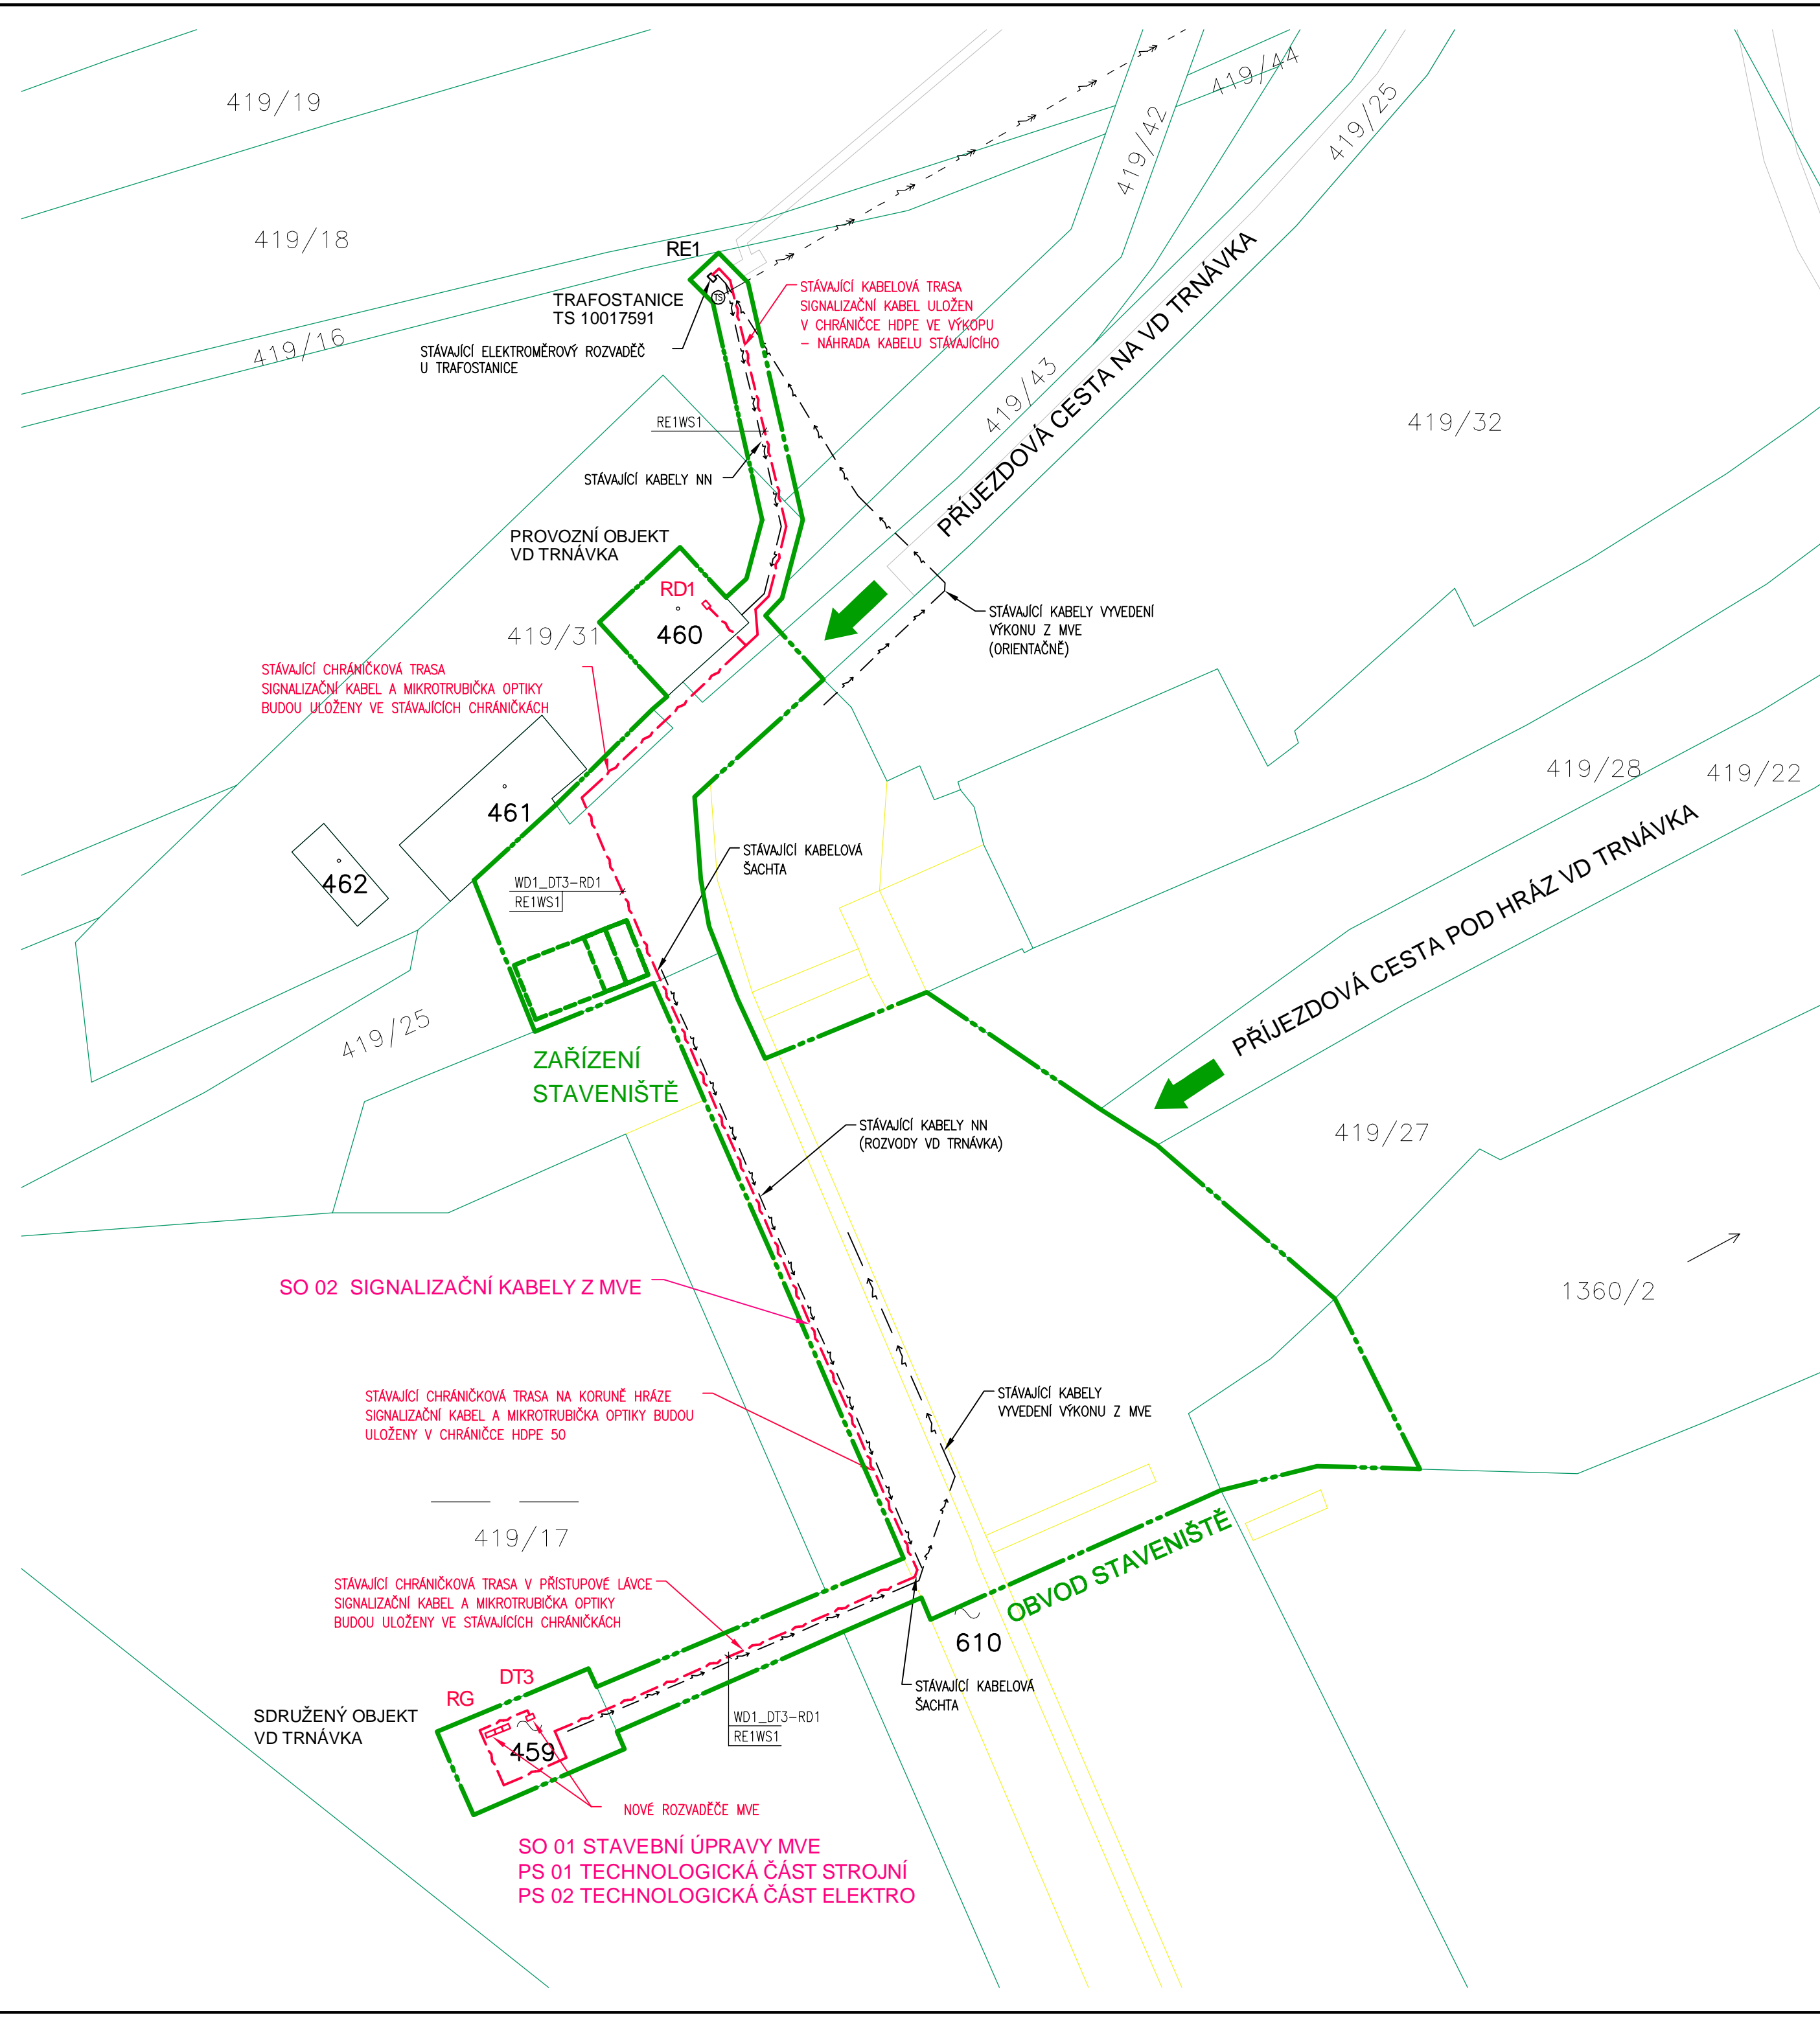 419/19
419/44
419/25
419/42
419/18
RE1
STÁVAJÍCÍ KABELOVÁ TRASA
SIGNALIZAČNÍ KABEL ULOŽEN
V CHRÁNIČCE HDPE VE VÝKOPU
– NÁHRADA KABELU STÁVAJÍCÍHO
TRAFOSTANICE
TS 10017591
TS
419/16
STÁVAJÍCÍ ELEKTROMĚROVÝ ROZVADĚČ
U TRAFOSTANICE
419/43
PŘÍJEZDOVÁ CESTA NA VD TRNÁVKA
419/32
RE1WS1
STÁVAJÍCÍ KABELY NN
PROVOZNÍ OBJEKT
VD TRNÁVKA
RD1
460
419/31
STÁVAJÍCÍ KABELY VYVEDENÍ
VÝKONU Z MVE
(ORIENTAČNĚ)
STÁVAJÍCÍ CHRÁNIČKOVÁ TRASA
SIGNALIZAČNÍ KABEL A MIKROTRUBIČKA OPTIKY
BUDOU ULOŽENY VE STÁVAJÍCÍCH CHRÁNIČKÁCH
419/28
419/22
461
STÁVAJÍCÍ KABELOVÁ
ŠACHTA
462
WD1_DT3-RD1
RE1WS1
PŘÍJEZDOVÁ CESTA POD HRÁZ VD TRNÁVKA
419/25
ZAŘÍZENÍ
STAVENIŠTĚ
STÁVAJÍCÍ KABELY NN
(ROZVODY VD TRNÁVKA)
419/27
SO 02 SIGNALIZAČNÍ KABELY Z MVE
1360/2
STÁVAJÍCÍ CHRÁNIČKOVÁ TRASA NA KORUNĚ HRÁZE
SIGNALIZAČNÍ KABEL A MIKROTRUBIČKA OPTIKY BUDOU
ULOŽENY V CHRÁNIČCE HDPE 50
STÁVAJÍCÍ KABELY
VYVEDENÍ VÝKONU Z MVE
419/17
OBVOD STAVENIŠTĚ
STÁVAJÍCÍ CHRÁNIČKOVÁ TRASA V PŘÍSTUPOVÉ LÁVCE
SIGNALIZAČNÍ KABEL A MIKROTRUBIČKA OPTIKY
BUDOU ULOŽENY VE STÁVAJÍCÍCH CHRÁNIČKÁCH
610
STÁVAJÍCÍ KABELOVÁ
ŠACHTA
DT3
RG
SDRUŽENÝ OBJEKT
VD TRNÁVKA
459
WD1_DT3-RD1
RE1WS1
NOVÉ ROZVADĚČE MVE
SO 01 STAVEBNÍ ÚPRAVY MVE
PS 01 TECHNOLOGICKÁ ČÁST STROJNÍ
PS 02 TECHNOLOGICKÁ ČÁST ELEKTRO